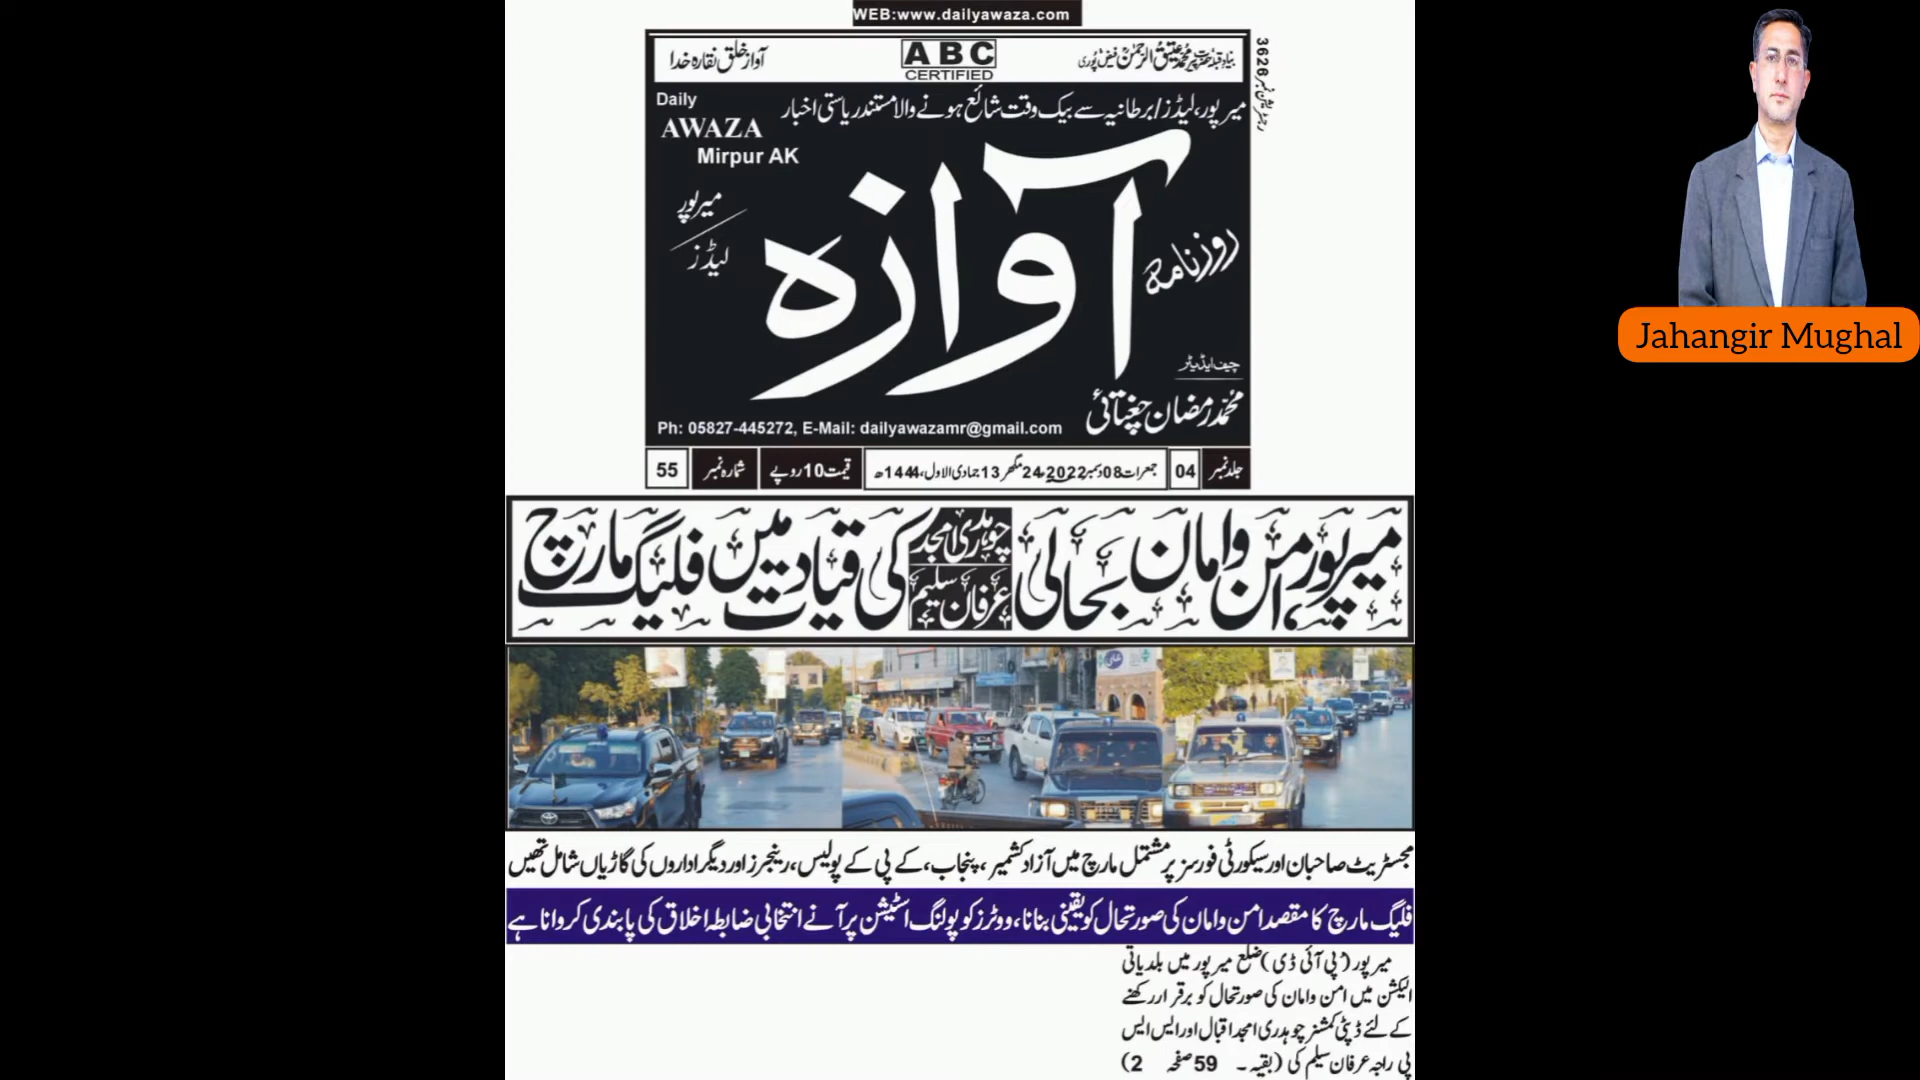 WEB:www.dailyawaza.com
آواز خلق نقارہ خدا
ABC
CERTIFIED
رجسٹریشن نمبر 3626
Daily
AWAZA
Mirpur AK
میرپور، لیڈز/برطانیہ سے بیک وقت شائع ہونے والا مستند ریاستی اخبار
میرپور
لیڈز
روزنامہ
آوازہ
چیف ایڈیٹر
محمد رمضان چغتائی
Ph: 05827-445272, E-Mail: dailyawazamr@gmail.com
جلد نمبر 04 جمعرات 08 دسمبر 2022ء 24 مگھر 13 جمادی الاول، 1444ھ قیمت 10 روپے شمارہ نمبر 55
میرپور، امن وامان بحالی چوہدری امجد عرفان سلیم کی قیادت میں فلیگ مارچ
مجسٹریٹ صاحبان اور سیکورٹی فورسز پر مشتمل مارچ میں آزاد کشمیر، پنجاب، کے پی کے پولیس، رینجرز اور دیگر اداروں کی گاڑیاں شامل تھیں
فلیگ مارچ کا مقصد امن وامان کی صورتحال کو یقینی بنانا، ووٹرز کو پولنگ اسٹیشن پر آنے انتخابی ضابطہ اخلاق کی پابندی کروانا ہے
میرپور (پی آئی ڈی) ضلع میرپور میں بلدیاتی
الیکشن میں امن وامان کی صورتحال کو برقرار رکھنے
کے لئے ڈپٹی کمشنر چوہدری امجد اقبال اور ایس ایس
پی راجہ عرفان سلیم کی (بقیہ۔ 59 صفحہ 2)
Jahangir Mughal